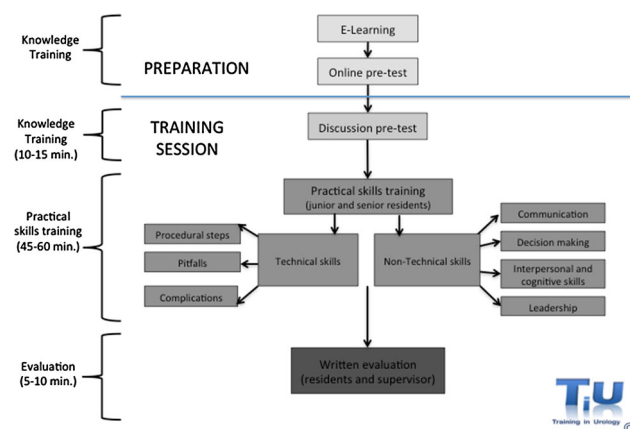 Knowledge
Training
PREPARATION
E-Learning
Online pre-test
Knowledge
Training
(10-15 min.)
TRAINING
SESSION
Discussion pre-test
Practical
skills training
(45-60 min.)
Practical skills training
(junior and senior residents)
Procedural steps
Pitfalls
Complications
Technical skills
Non-Technical skills
Communication
Decision making
Interpersonal and
cognitive skills
Leadership
Evaluation
(5-10 min.)
Written evaluation
(residents and supervisor)
TiU
Training in Urology
©